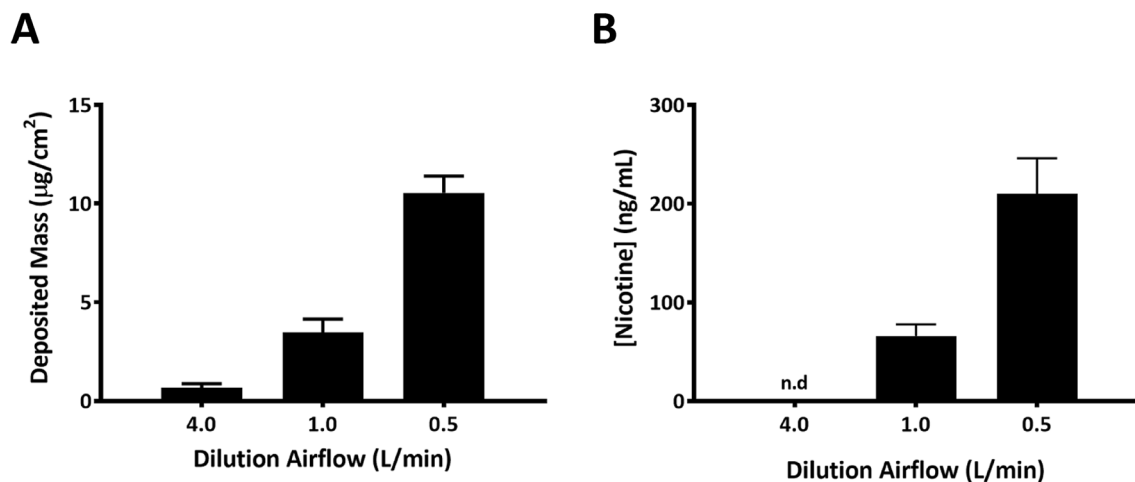 A
B
Deposited Mass (µg/cm²)
15
10
5
0
4.0 1.0 0.5
Dilution Airflow (L/min)
[Nicotine] (ng/mL)
300
200
100
0
n.d
4.0 1.0 0.5
Dilution Airflow (L/min)